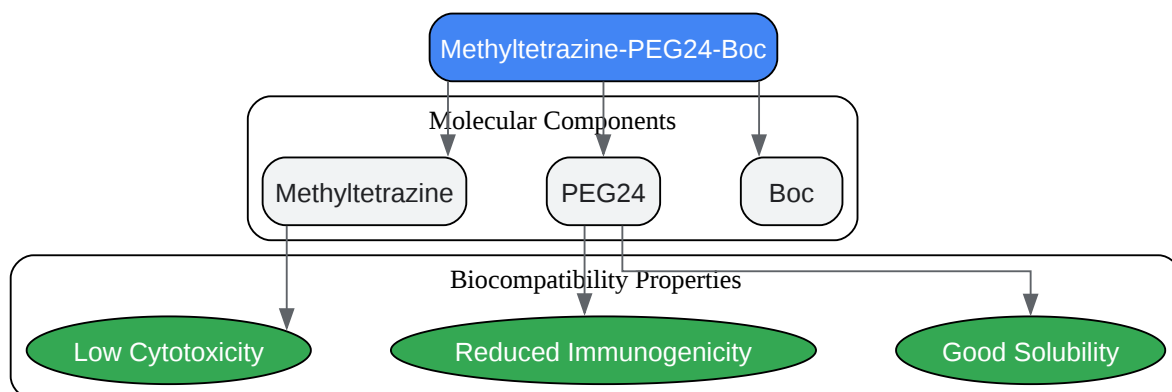 Methyltetrazine-PEG24-Boc
Molecular Components
Methyltetrazine
PEG24
Boc
Biocompatibility Properties
Low Cytotoxicity
Reduced Immunogenicity
Good Solubility